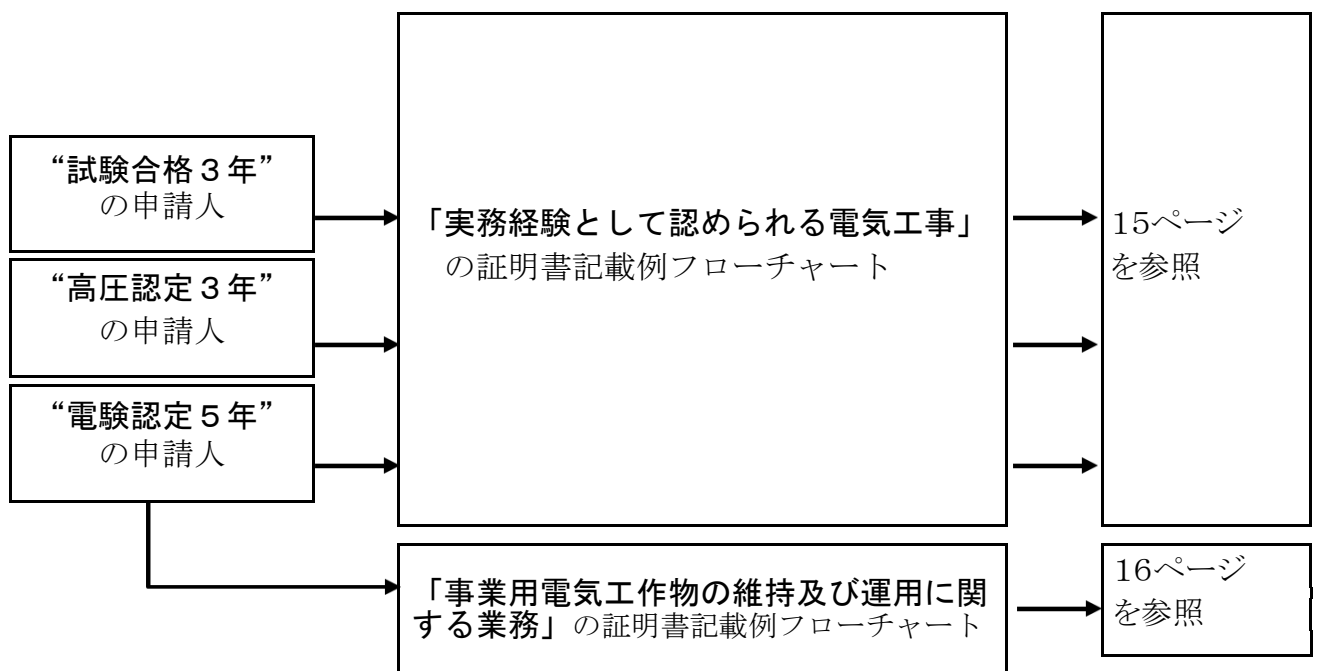 “試験合格３年”
の申請人
“高圧認定３年”
の申請人
“電験認定５年”
の申請人
「実務経験として認められる電気工事」
の証明書記載例フローチャート
15ページ
を参照
「事業用電気工作物の維持及び運用に関
する業務」の証明書記載例フローチャート
16ページ
を参照